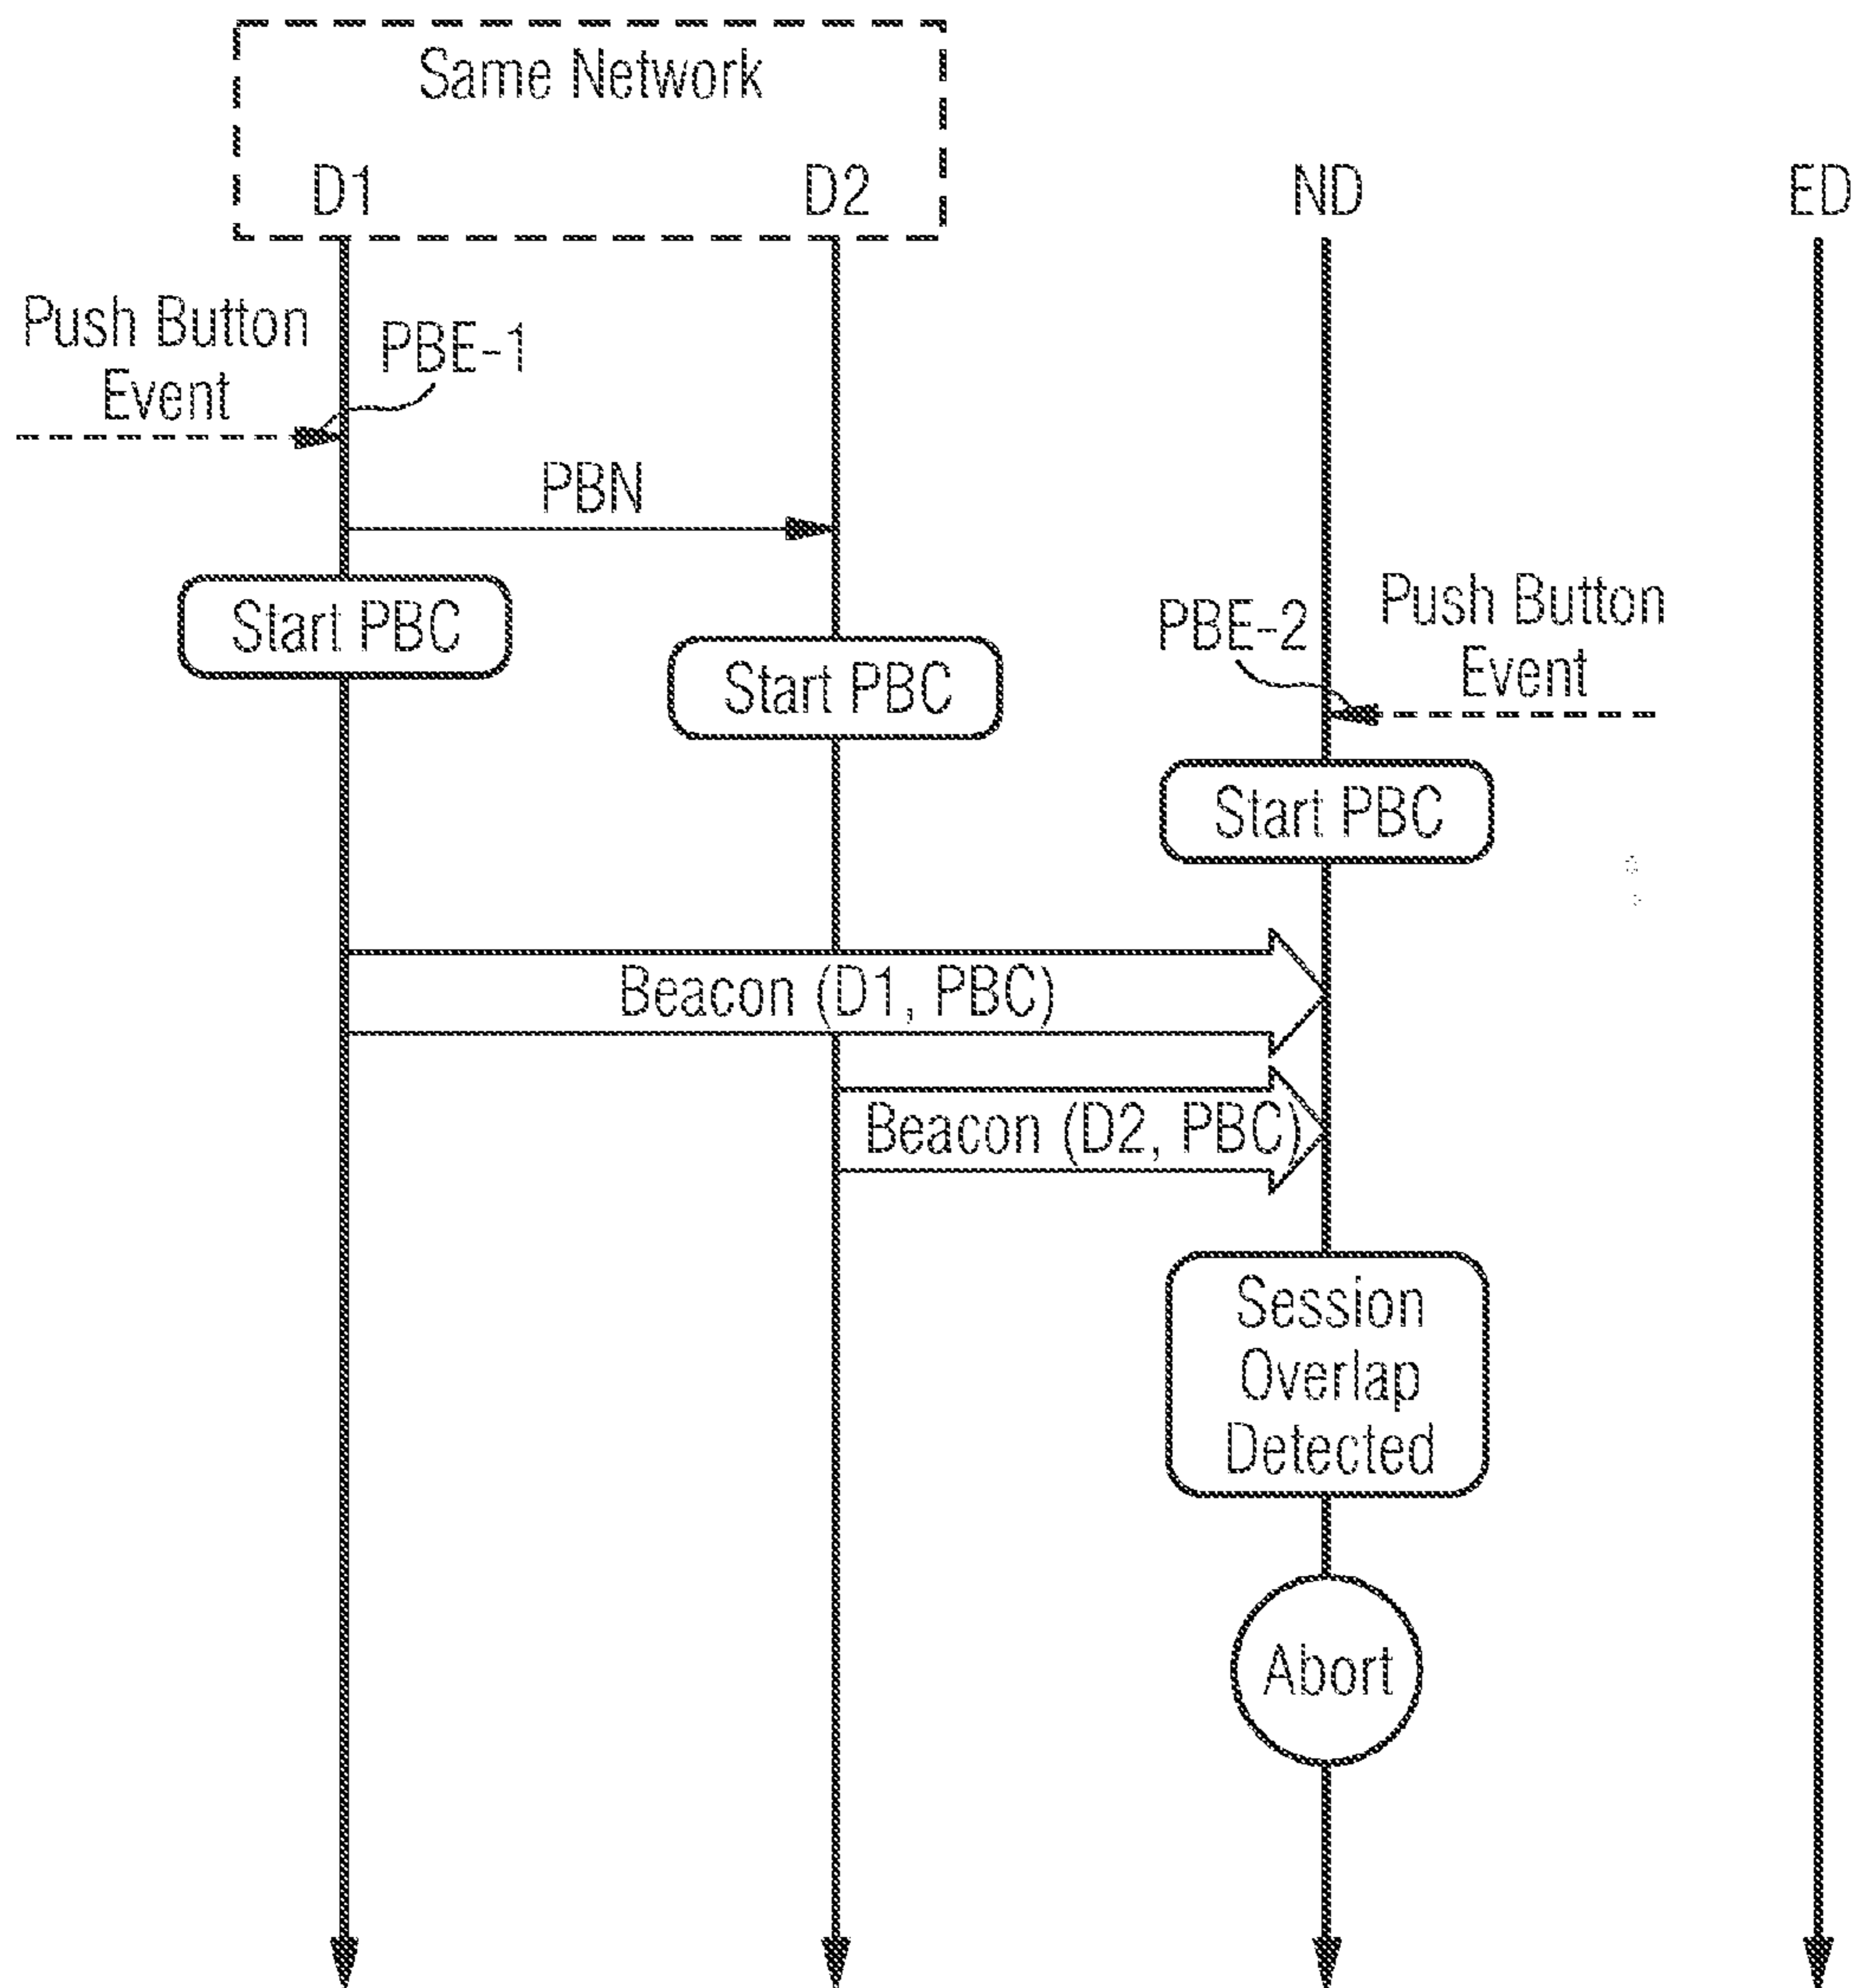 Same Network
D1
D2
ND
ED
Push Button
Event
PBE-1
PBN
Start PBC
Start PBC
PBE-2
Push Button
Event
Start PBC
Beacon (D1, PBC)
Beacon (D2, PBC)
Session
Overlap
Detected
Abort